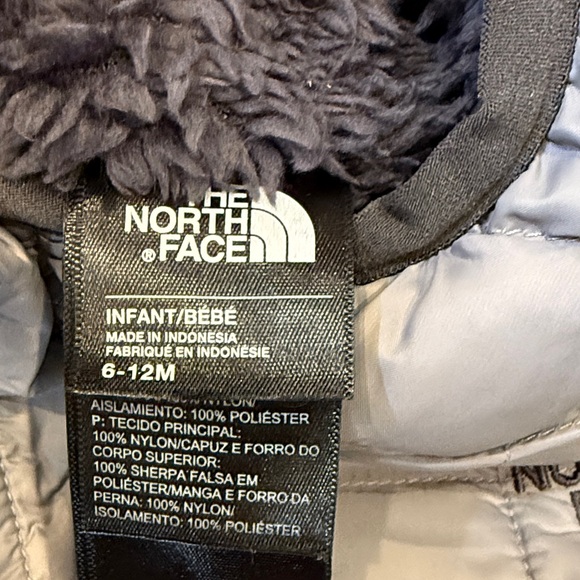 THE
NORTH
® FACE
INFANT/BÉBÉ
MADE IN INDONESIA
FABRIQUÉ EN INDONÉSIE
6-12M
NYLON/
AISLAMIENTO: 100% POLIÉSTER
P: TECIDO PRINCIPAL:
100% NYLON/CAPUZ E FORRO DO
CORPO SUPERIOR:
100% SHERPA FALSA EM
POLIÉSTER/MANGA E FORRO DA
PERNA: 100% NYLON/
ISOLAMENTO: 100% POLIÉSTER